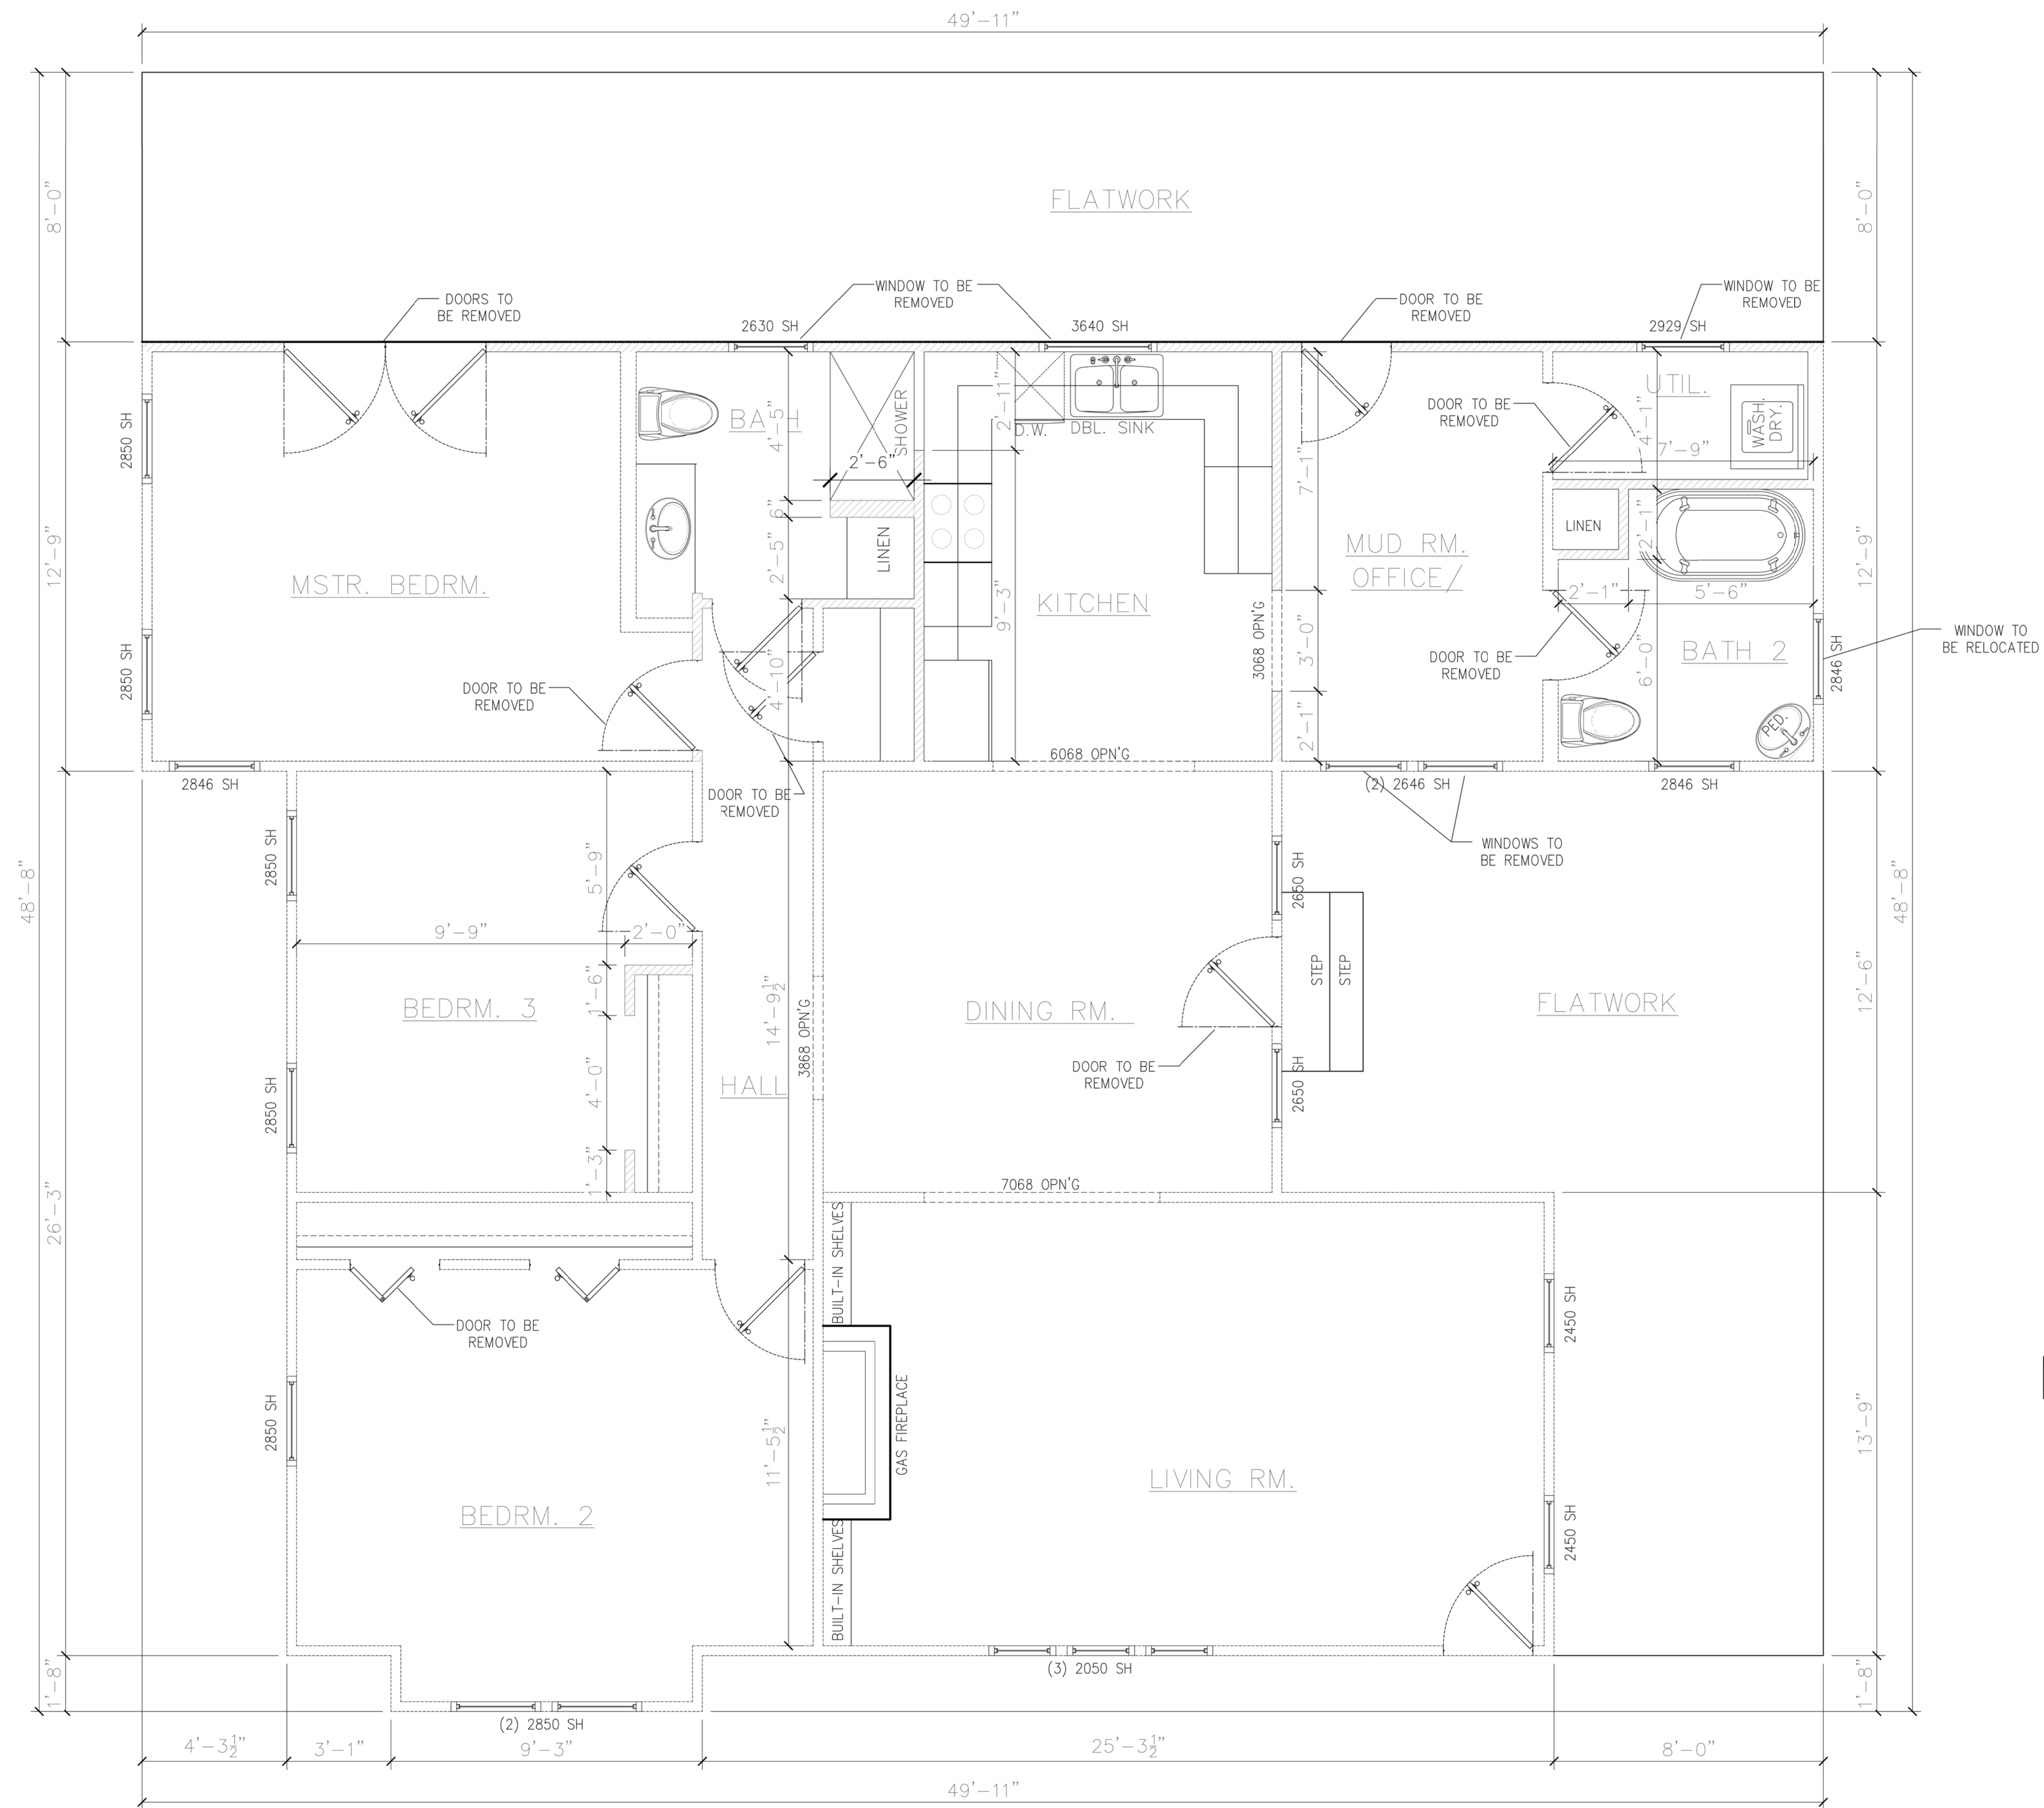 49'-11"
8'-0"
FLATWORK
8'-0"
DOORS TO
BE REMOVED
WINDOW TO BE
REMOVED
DOOR TO BE
REMOVED
WINDOW TO BE
REMOVED
2630 SH
3640 SH
2929 SH
2850 SH
BATH
4'-5"
SHOWER
2'-6"
6"
2'-5"
LINEN
2'-11"
D.W.
DBL. SINK
7'-1"
DOOR TO BE
REMOVED
UTIL.
4'-1"
WASH.
DRY.
7'-9"
12'-9"
MSTR. BEDRM.
9'-3"
KITCHEN
MUD RM.
OFFICE/
LINEN
2'-1"
2'-1"
5'-6"
12'-9"
2850 SH
DOOR TO BE
REMOVED
4'-10"
3068 OPN'G
3'-0"
2'-1"
DOOR TO BE
REMOVED
6'-0"
BATH 2
PED.
2846 SH
WINDOW TO
BE RELOCATED
6068 OPN'G
2846 SH
DOOR TO BE
REMOVED
(2) 2646 SH
2846 SH
WINDOWS TO
BE REMOVED
48'-8"
2850 SH
5'-9"
2650 SH
48'-8"
9'-9"
2'-0"
BEDRM. 3
1'-6"
14'-9½"
3868 OPN'G
DINING RM.
STEP
STEP
FLATWORK
12'-6"
2850 SH
4'-0"
HALL
DOOR TO BE
REMOVED
2650 SH
1'-3"
26'-3"
7068 OPN'G
BUILT-IN SHELVES
DOOR TO BE
REMOVED
2450 SH
2850 SH
11'-5½"
GAS FIREPLACE
13'-9"
LIVING RM.
BEDRM. 2
2450 SH
BUILT-IN SHELVES
(3) 2050 SH
1'-8"
1'-8"
(2) 2850 SH
4'-3½"
3'-1"
9'-3"
25'-3½"
8'-0"
49'-11"